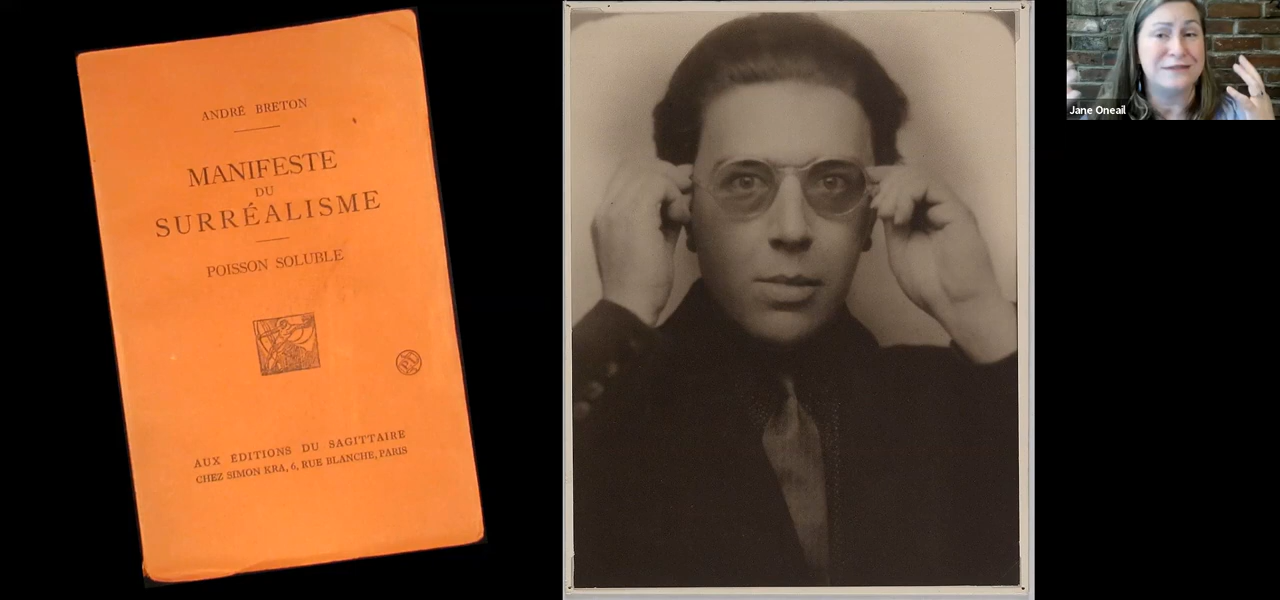 ANDRÉ BRETON
MANIFESTE
DU
SURRÉALISME
POISSON SOLUBLE
AUX ÉDITIONS DU SAGITTAIRE
CHEZ SIMON KRA, 6, RUE BLANCHE, PARIS
Jane Oneail